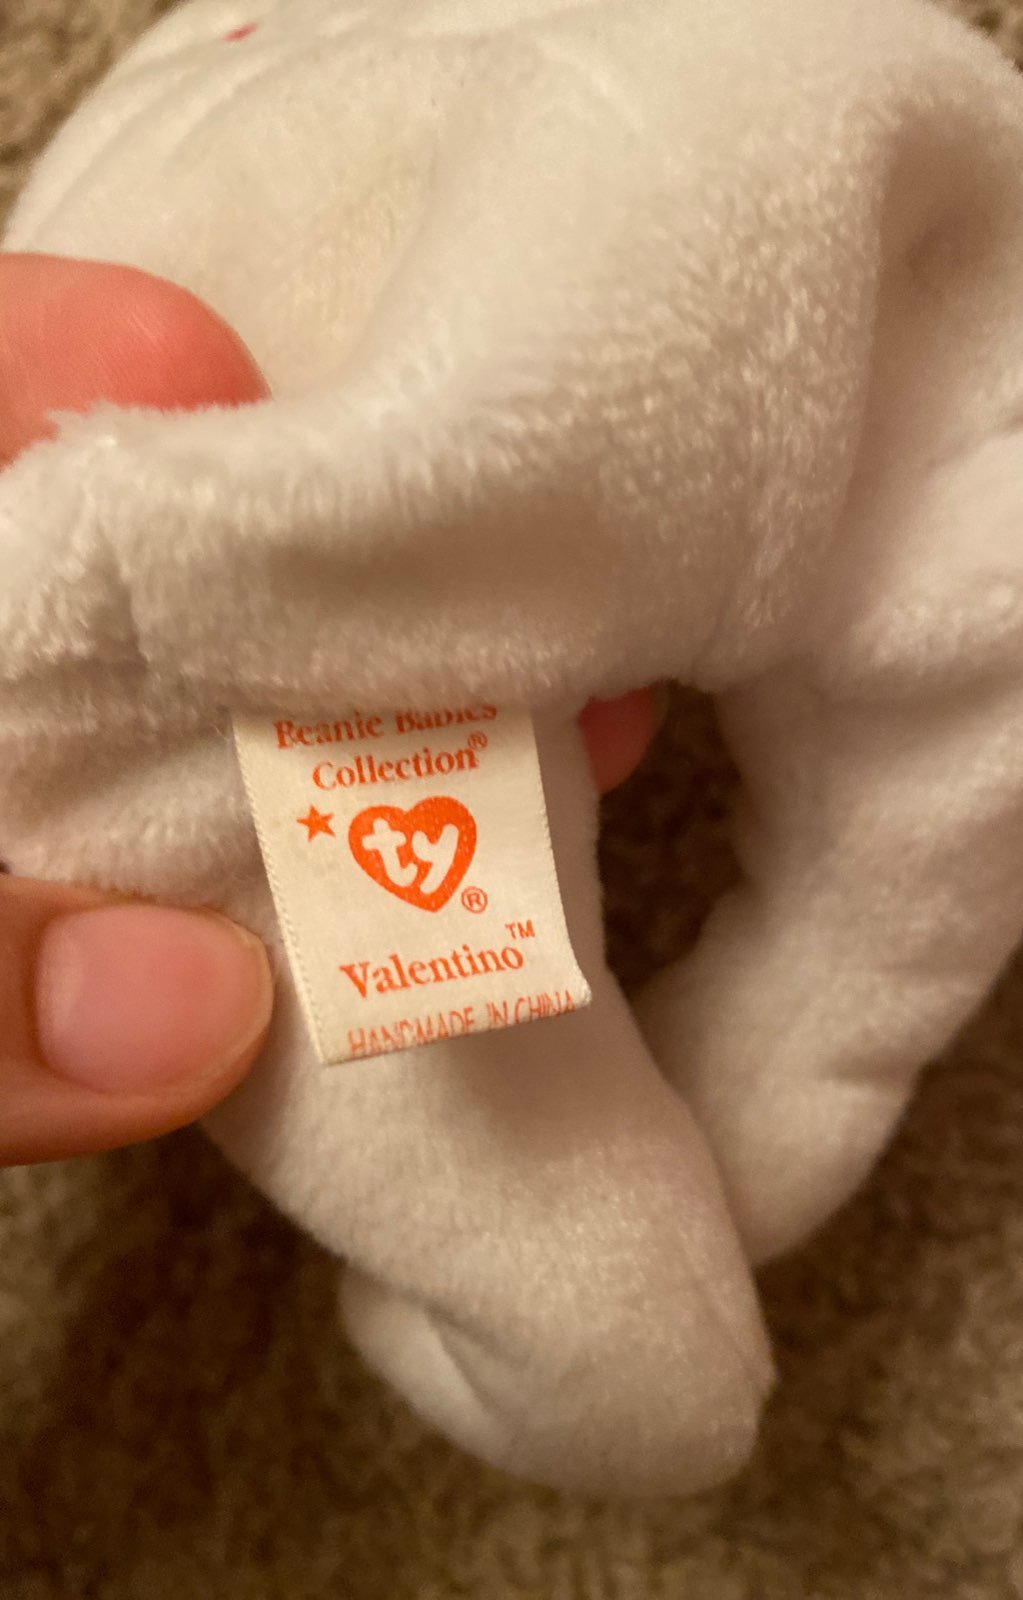 Beanie Babies
Collection®
ty®
Valentino™
HANDMADE IN CHINA